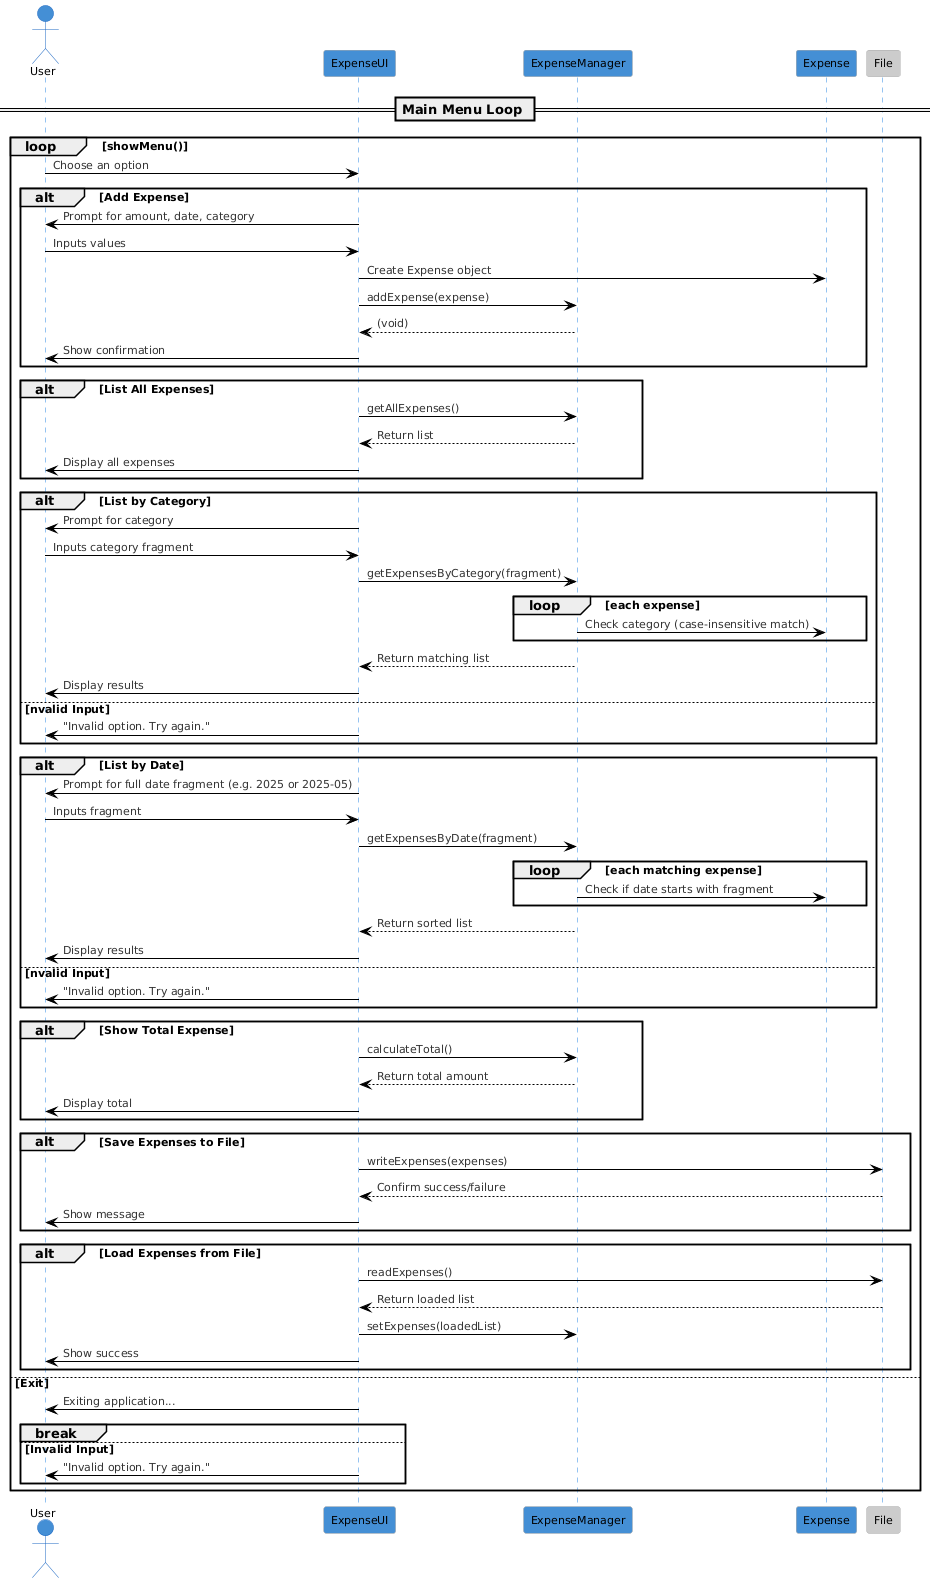 User
ExpenseUI
ExpenseManager
Expense
File
Main Menu Loop
loop [showMenu()]
Choose an option
alt [Add Expense]
Prompt for amount, date, category
Inputs values
Create Expense object
addExpense(expense)
(void)
Show confirmation
alt [List All Expenses]
getAllExpenses()
Return list
Display all expenses
alt [List by Category]
Prompt for category
Inputs category fragment
getExpensesByCategory(fragment)
loop [each expense]
Check category (case-insensitive match)
Return matching list
Display results
[nvalid Input]
"Invalid option. Try again."
alt [List by Date]
Prompt for full date fragment (e.g. 2025 or 2025-05)
Inputs fragment
getExpensesByDate(fragment)
loop [each matching expense]
Check if date starts with fragment
Return sorted list
Display results
[nvalid Input]
"Invalid option. Try again."
alt [Show Total Expense]
calculateTotal()
Return total amount
Display total
alt [Save Expenses to File]
writeExpenses(expenses)
Confirm success/failure
Show message
alt [Load Expenses from File]
readExpenses()
Return loaded list
setExpenses(loadedList)
Show success
[Exit]
Exiting application...
break
[Invalid Input]
"Invalid option. Try again."
User
ExpenseUI
ExpenseManager
Expense
File